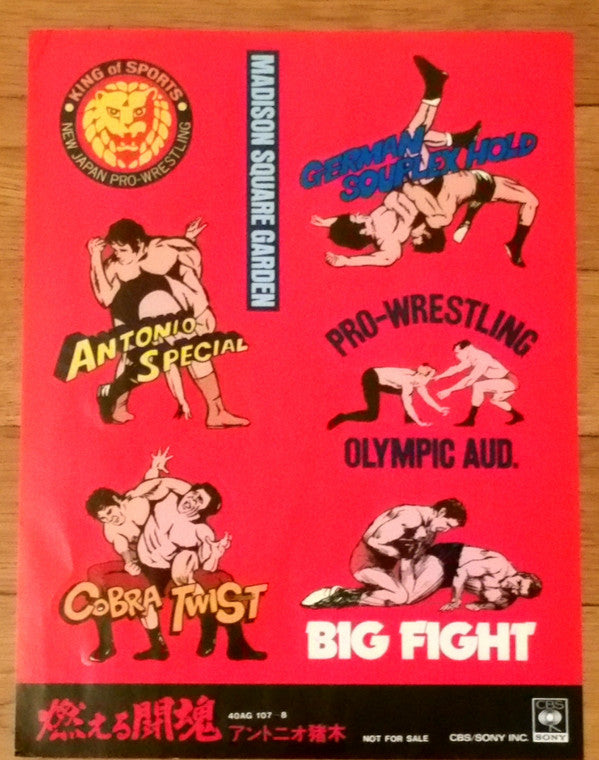 KING of SPORTS
NEW JAPAN PRO-WRESTLING
MADISON SQUARE GARDEN
GERMAN
SOUPLEX HOLD
ANTONIO
SPECIAL
PRO-WRESTLING
OLYMPIC AUD.
COBRA TWIST
BIG FIGHT
燃える闘魂
40AG 107~8
アントニオ猪木
NOT FOR SALE
CBS/SONY INC.
CBS
SONY